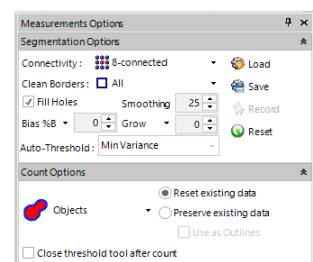 Measurements Options
Segmentation Options
Connectivity: 8-connected Load
Clean Borders: All Save
Fill Holes Smoothing 25 Record
Bias %B 0 Grow 0 Reset
Auto-Threshold: Min Variance
Count Options
Reset existing data
Objects Preserve existing data
Use as Outlines
Close threshold tool after count